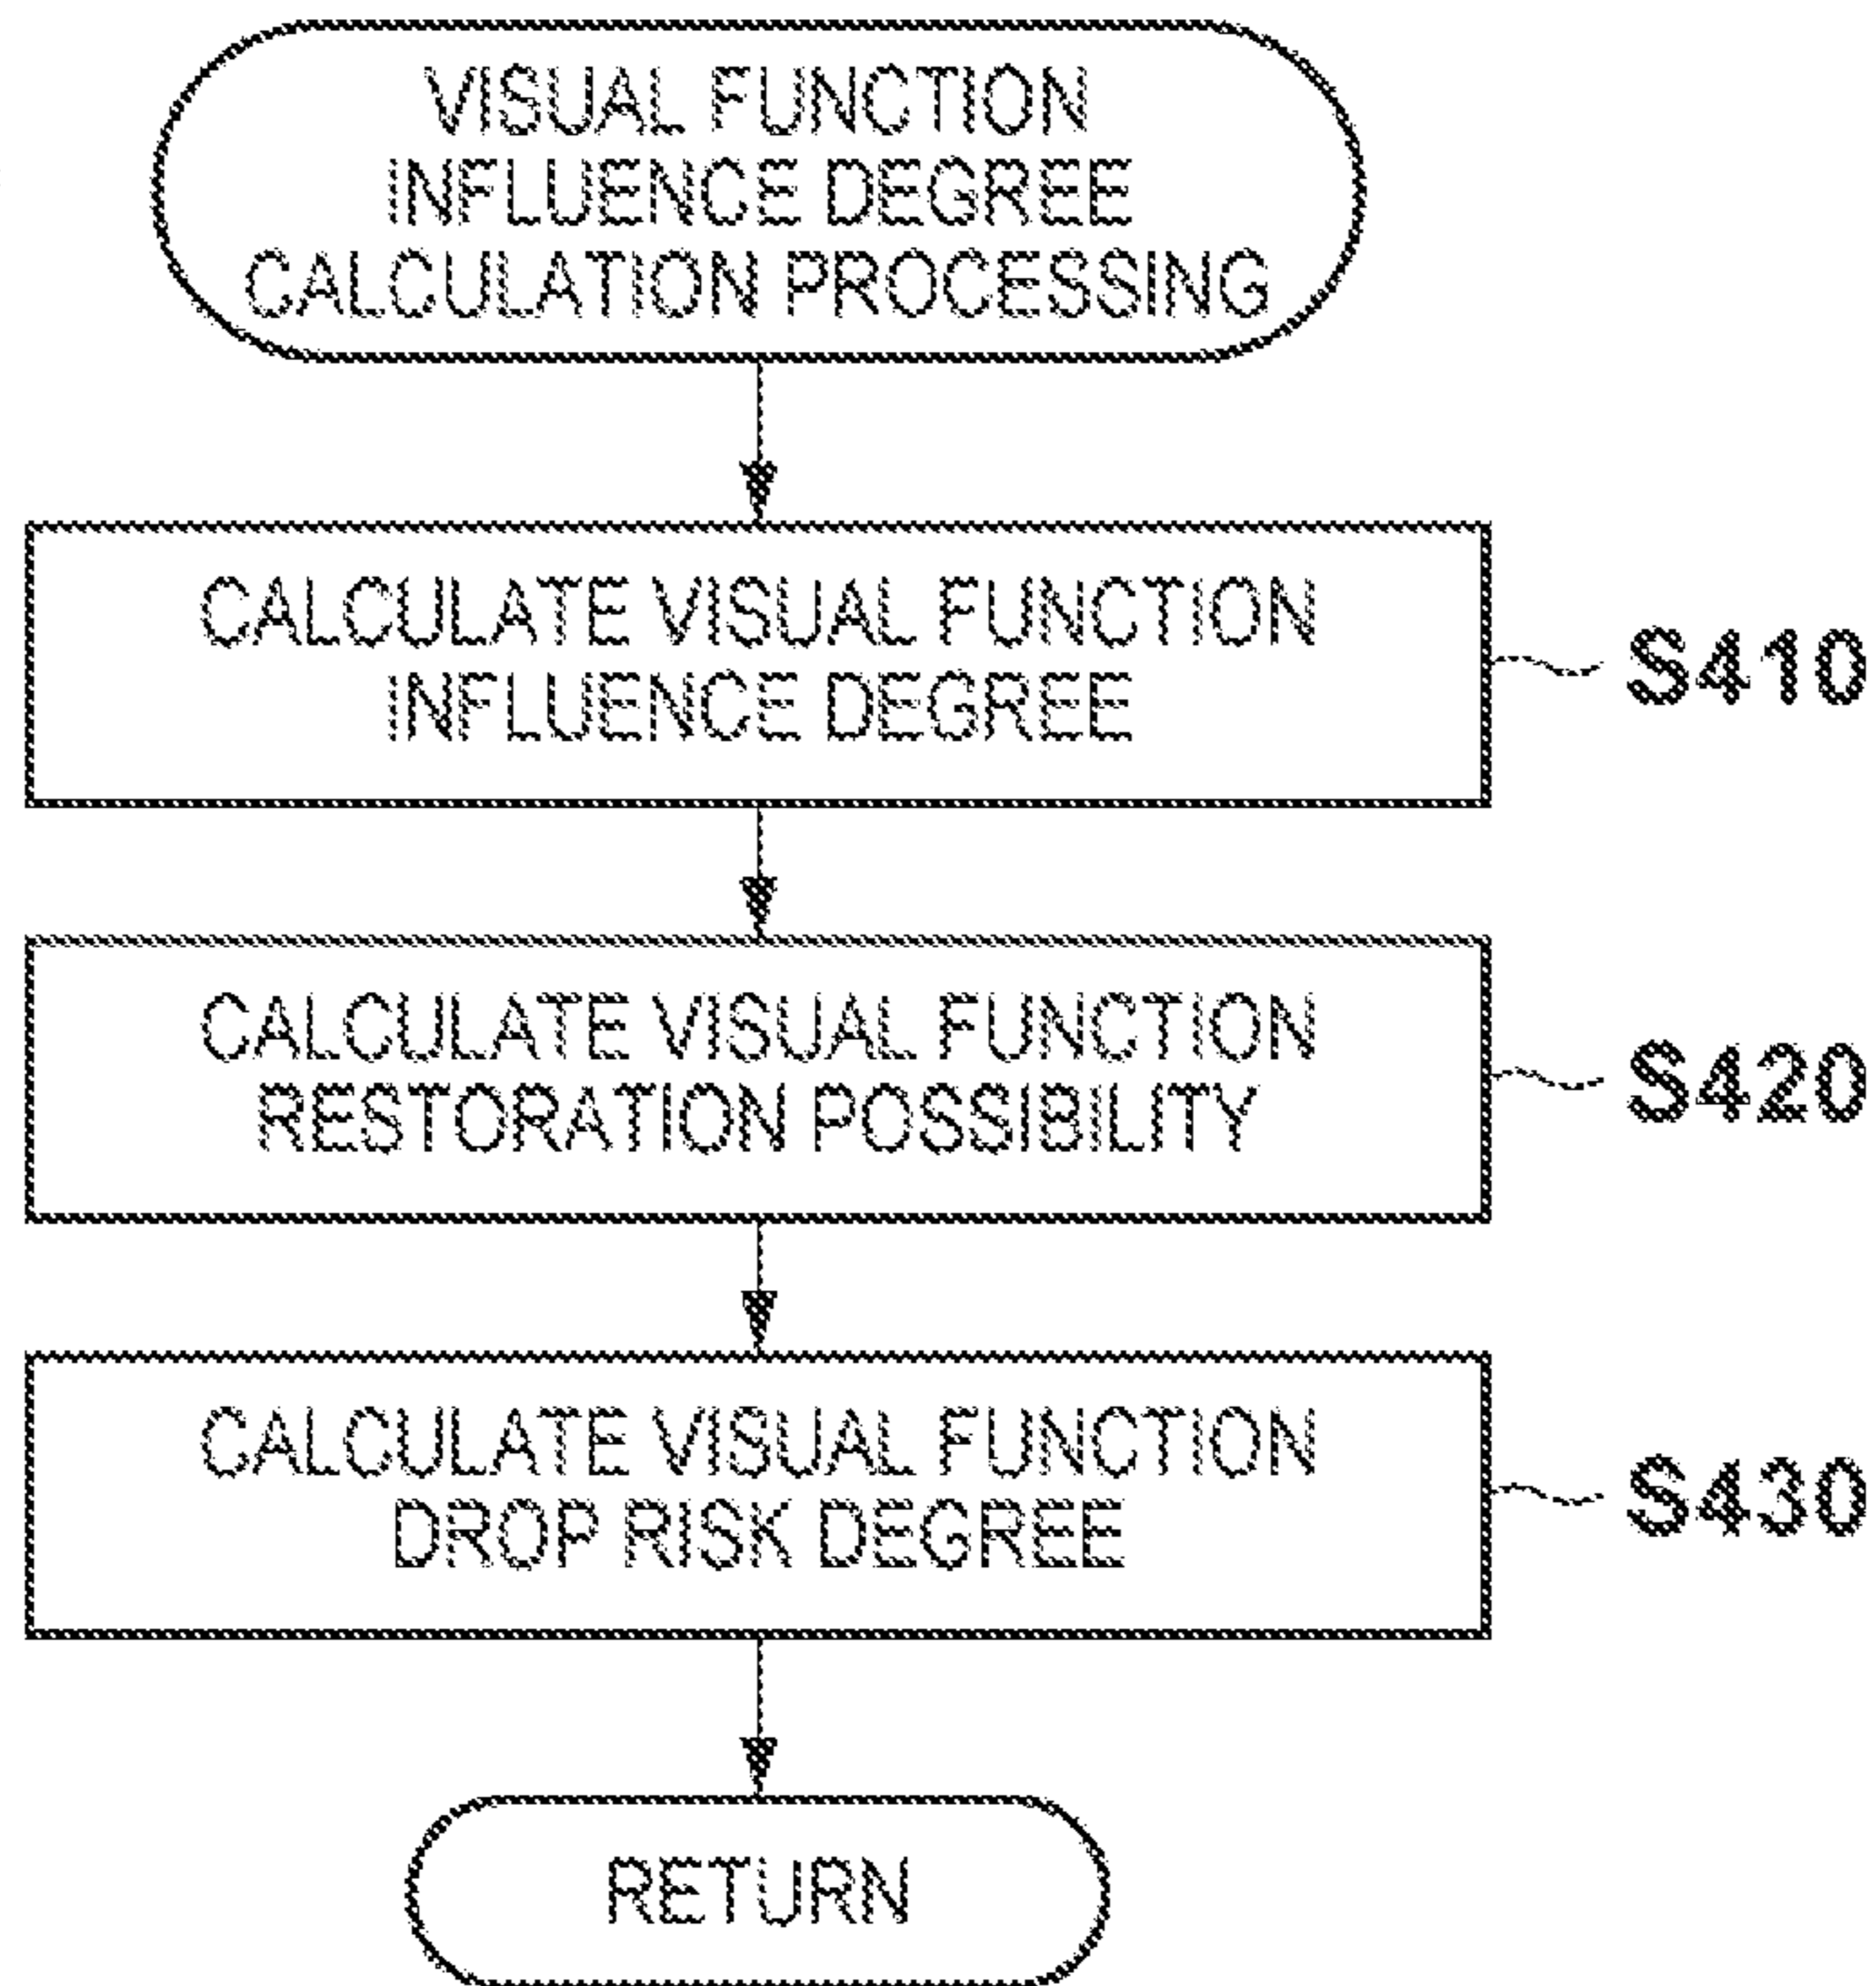 VISUAL FUNCTION
INFLUENCE DEGREE
CALCULATION PROCESSING
CALCULATE VISUAL FUNCTION
INFLUENCE DEGREE
S410
CALCULATE VISUAL FUNCTION
RESTORATION POSSIBILITY
S420
CALCULATE VISUAL FUNCTION
DROP RISK DEGREE
S430
RETURN